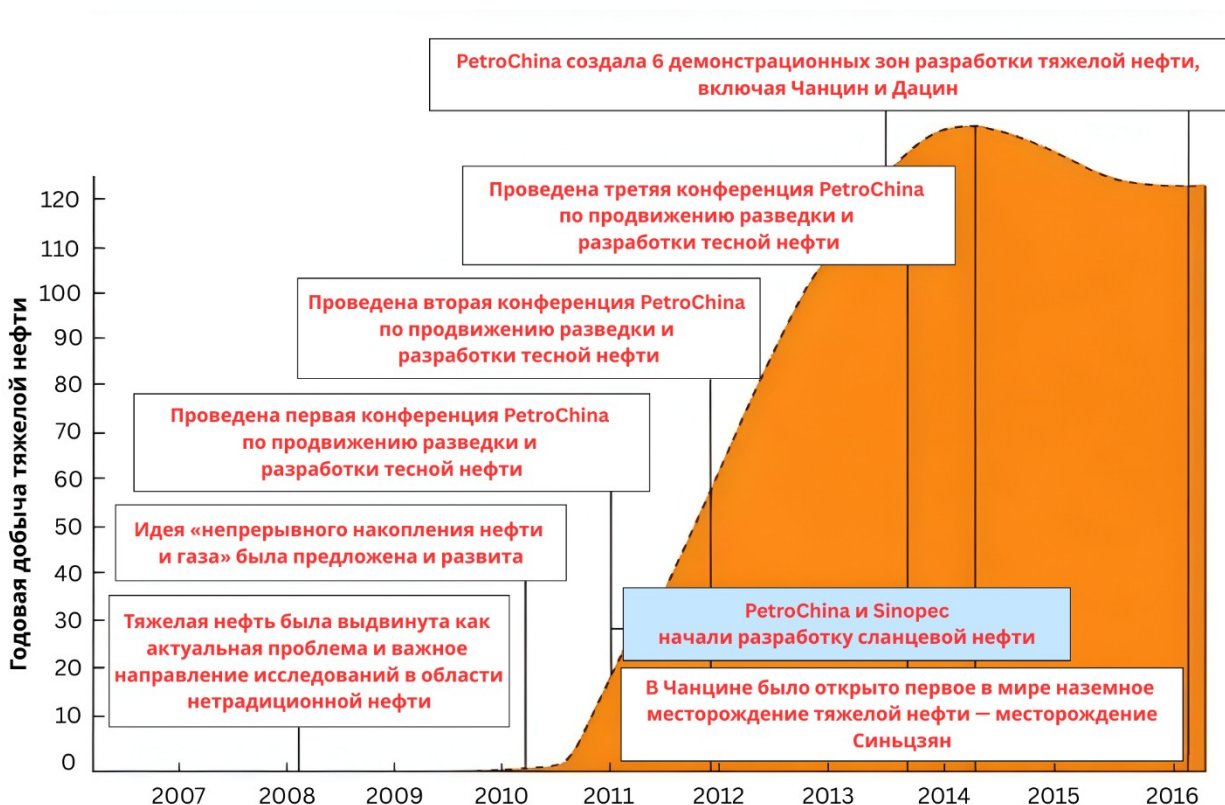 PetroChina создала 6 демонстрационных зон разработки тяжелой нефти,
включая Чанцин и Дацин
Проведена третяя конференция PetroChina
по продвижению разведки и
разработки тесной нефти
Проведена вторая конференция PetroChina
по продвижению разведки и
разработки тесной нефти
Проведена первая конференция PetroChina
по продвижению разведки и
разработки тесной нефти
Идея «непрерывного накопления нефти
и газа» была предложена и развита
Тяжелая нефть была выдвинута как
актуальная проблема и важное
направление исследований в области
нетрадиционной нефти
PetroChina и Sinopec
начали разработку сланцевой нефти
В Чанцине было открыто первое в мире наземное
месторождение тяжелой нефти — месторождение
Синьцзян
Годовая добыча тяжелой нефти
120
110
100
90
80
70
60
50
40
30
20
10
0
2007 2008 2009 2010 2011 2012 2013 2014 2015 2016